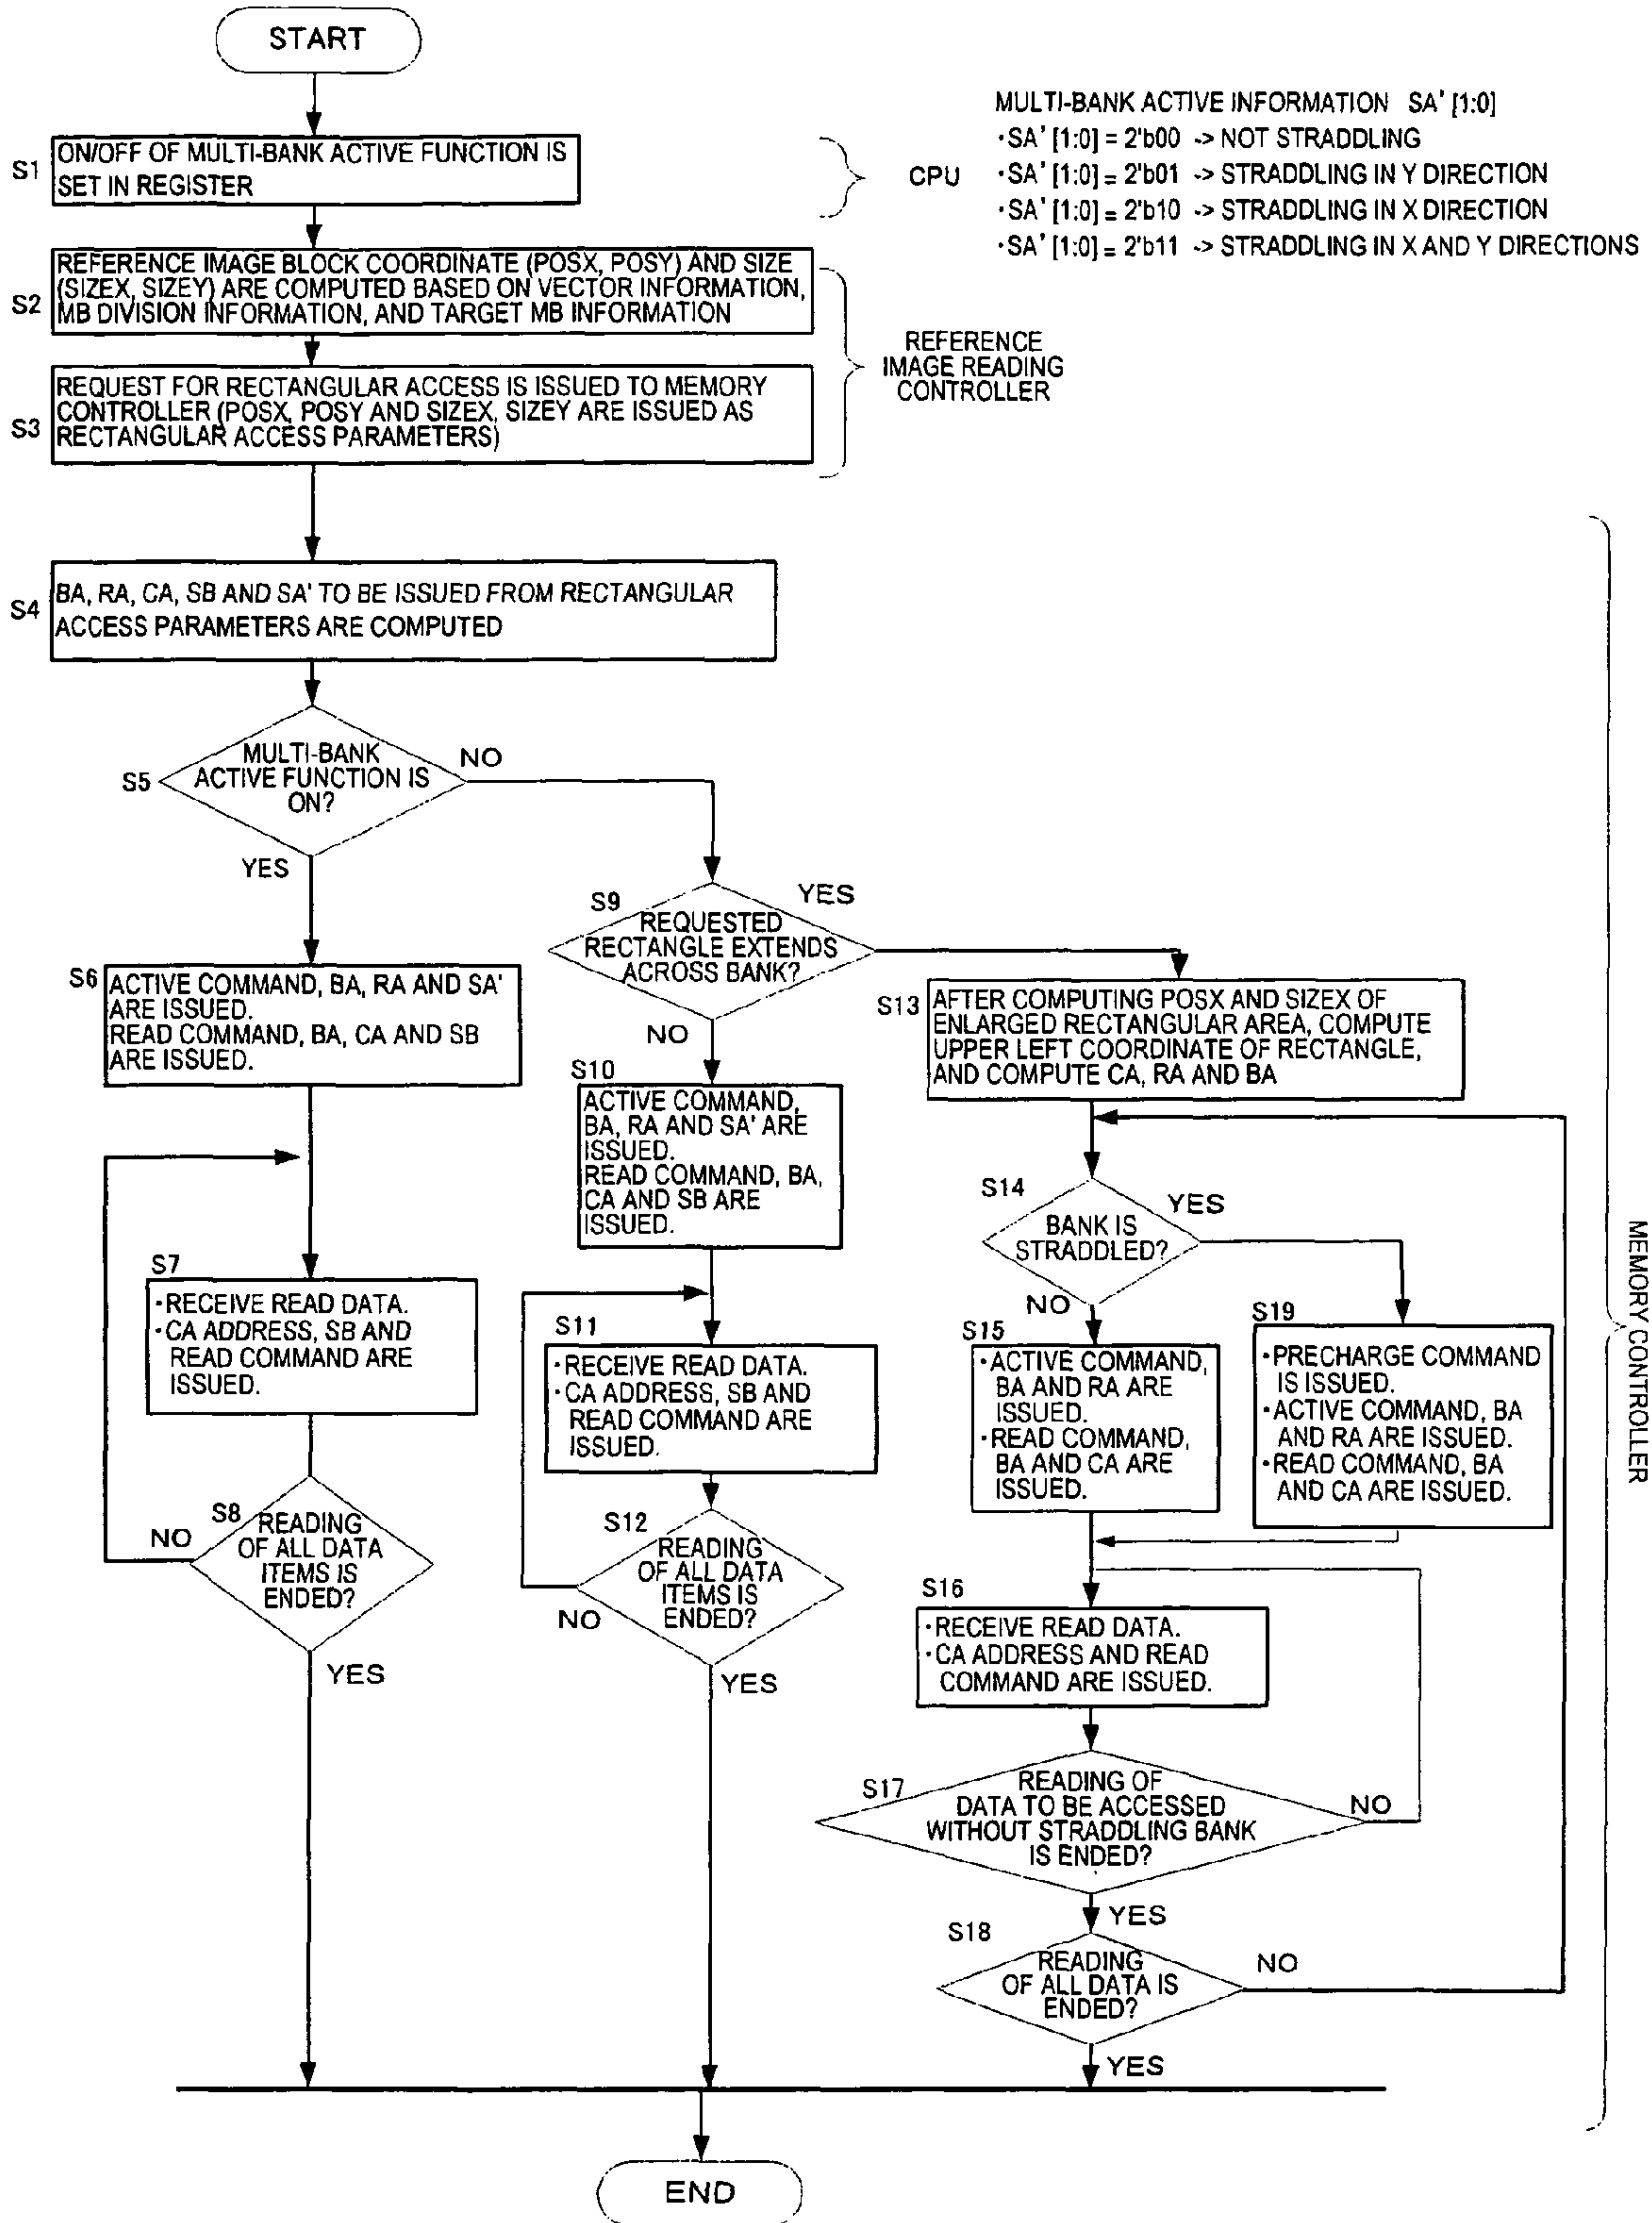 START
MULTI-BANK ACTIVE INFORMATION SA' [1:0]
·SA' [1:0] = 2'b00 -> NOT STRADDLING
·SA' [1:0] = 2'b01 -> STRADDLING IN Y DIRECTION
·SA' [1:0] = 2'b10 -> STRADDLING IN X DIRECTION
·SA' [1:0] = 2'b11 -> STRADDLING IN X AND Y DIRECTIONS
S1
ON/OFF OF MULTI-BANK ACTIVE FUNCTION IS
SET IN REGISTER
CPU
S2
REFERENCE IMAGE BLOCK COORDINATE (POSX, POSY) AND SIZE
(SIZEX, SIZEY) ARE COMPUTED BASED ON VECTOR INFORMATION,
MB DIVISION INFORMATION, AND TARGET MB INFORMATION
REFERENCE
IMAGE READING
CONTROLLER
S3
REQUEST FOR RECTANGULAR ACCESS IS ISSUED TO MEMORY
CONTROLLER (POSX, POSY AND SIZEX, SIZEY ARE ISSUED AS
RECTANGULAR ACCESS PARAMETERS)
S4
BA, RA, CA, SB AND SA' TO BE ISSUED FROM RECTANGULAR
ACCESS PARAMETERS ARE COMPUTED
S5
MULTI-BANK
ACTIVE FUNCTION IS
ON?
NO
YES
S6
ACTIVE COMMAND, BA, RA AND SA'
ARE ISSUED.
READ COMMAND, BA, CA AND SB
ARE ISSUED.
S7
·RECEIVE READ DATA.
·CA ADDRESS, SB AND
READ COMMAND ARE
ISSUED.
S8
READING
OF ALL DATA
ITEMS IS
ENDED?
NO
YES
S9
REQUESTED
RECTANGLE EXTENDS
ACROSS BANK?
YES
NO
S10
ACTIVE COMMAND,
BA, RA AND SA' ARE
ISSUED.
READ COMMAND, BA,
CA AND SB ARE
ISSUED.
S11
·RECEIVE READ DATA.
·CA ADDRESS, SB AND
READ COMMAND ARE
ISSUED.
S12
READING
OF ALL DATA
ITEMS IS
ENDED?
NO
YES
S13
AFTER COMPUTING POSX AND SIZEX OF
ENLARGED RECTANGULAR AREA, COMPUTE
UPPER LEFT COORDINATE OF RECTANGLE,
AND COMPUTE CA, RA AND BA
S14
BANK IS
STRADDLED?
YES
NO
S15
·ACTIVE COMMAND,
BA AND RA ARE
ISSUED.
·READ COMMAND,
BA AND CA ARE
ISSUED.
S19
·PRECHARGE COMMAND
IS ISSUED.
·ACTIVE COMMAND, BA
AND RA ARE ISSUED.
·READ COMMAND, BA
AND CA ARE ISSUED.
S16
·RECEIVE READ DATA.
·CA ADDRESS AND READ
COMMAND ARE ISSUED.
S17
READING OF
DATA TO BE ACCESSED
WITHOUT STRADDLING BANK
IS ENDED?
NO
YES
S18
READING
OF ALL DATA IS
ENDED?
NO
YES
MEMORY CONTROLLER
END